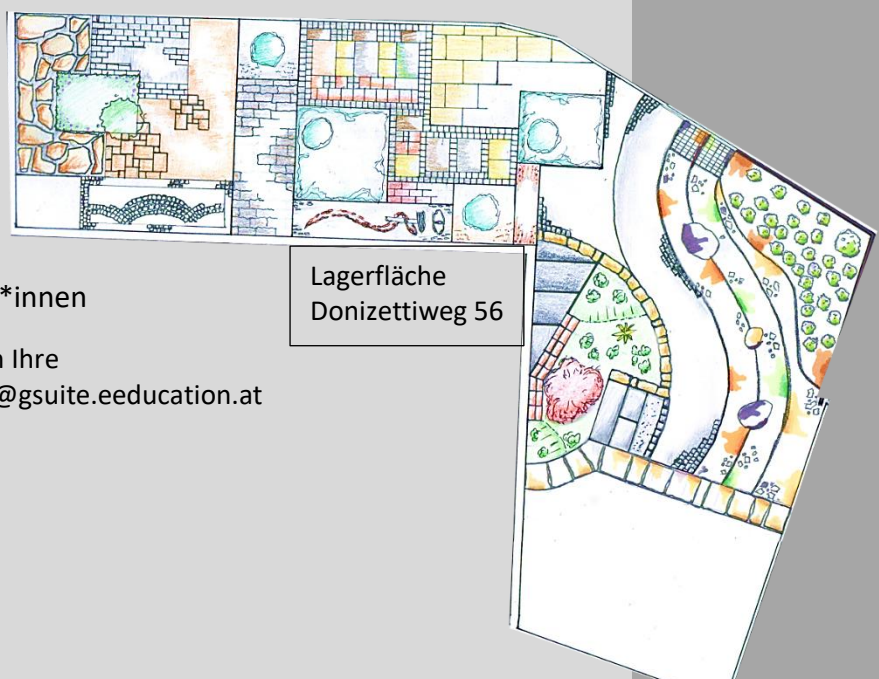 *innen
Ihre
@gsuite.eeducation.at
Lagerfläche
Donizettiweg 56